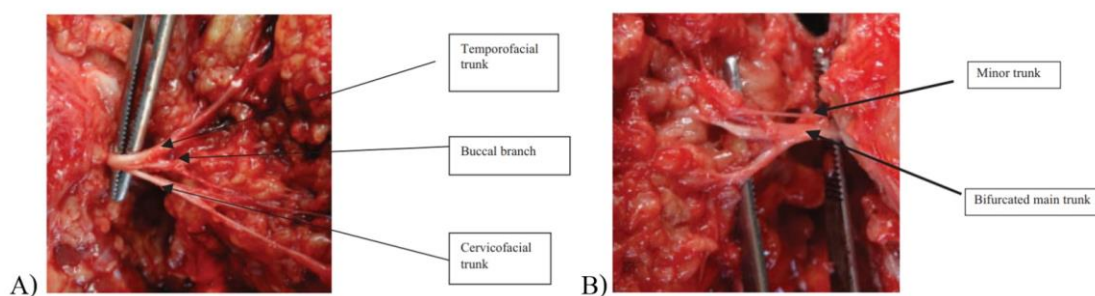 Temporofacial
trunk
Buccal branch
Cervicofacial
trunk
A)
Minor trunk
Bifurcated main trunk
B)